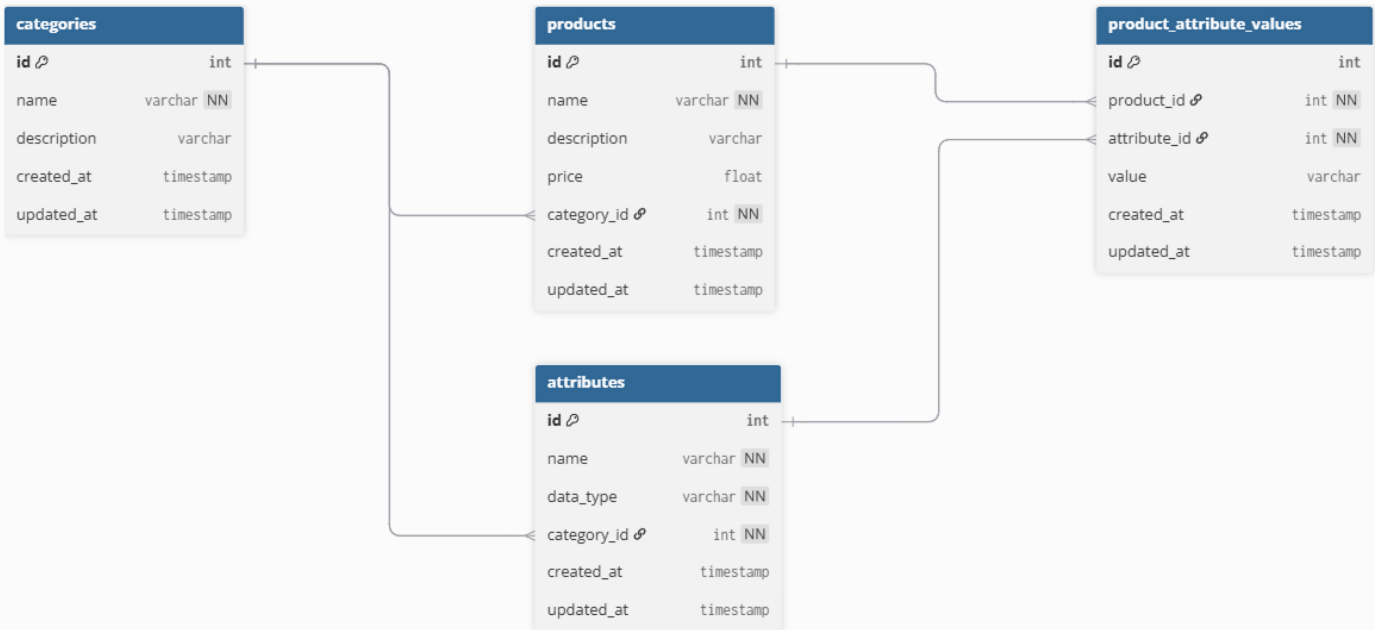 categories
id int
name varchar NN
description varchar
created_at timestamp
updated_at timestamp
products
id int
name varchar NN
description varchar
price float
category_id int NN
created_at timestamp
updated_at timestamp
product_attribute_values
id int
product_id int NN
attribute_id int NN
value varchar
created_at timestamp
updated_at timestamp
attributes
id int
name varchar NN
data_type varchar NN
category_id int NN
created_at timestamp
updated_at timestamp